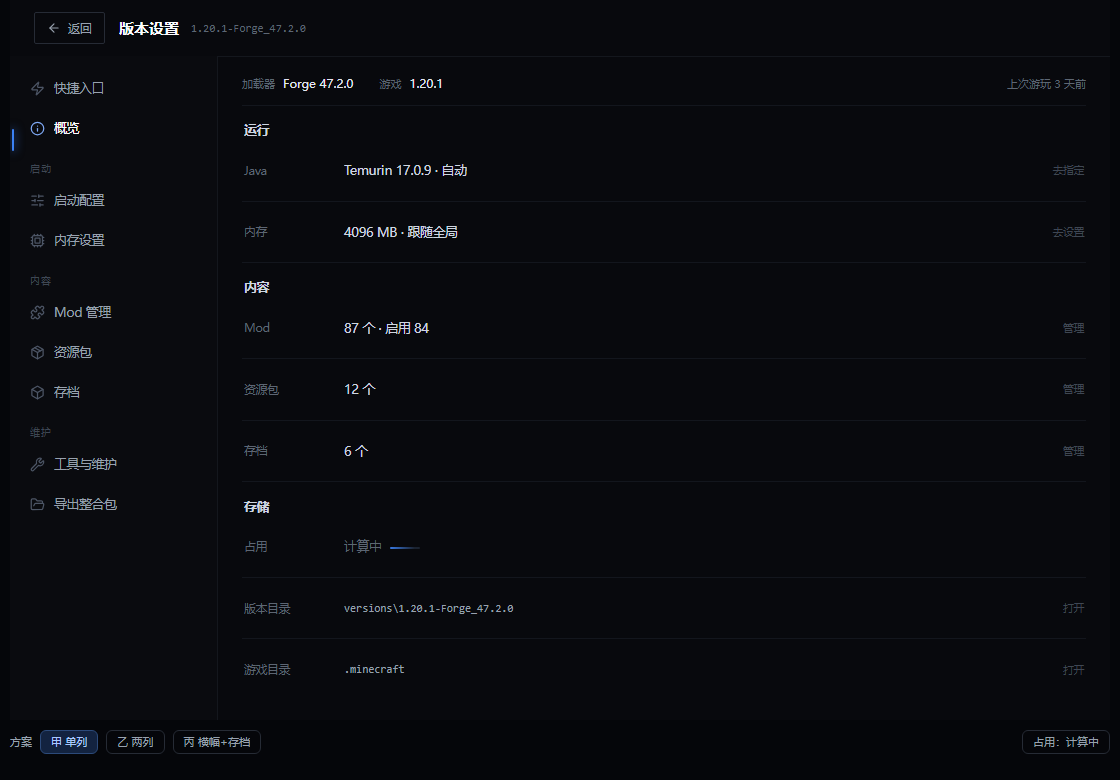 返回 版本设置 1.20.1-Forge_47.2.0
快捷入口
概览
启动
启动配置
内存设置
内容
Mod 管理
资源包
存档
维护
工具与维护
导出整合包
加载器 Forge 47.2.0 游戏 1.20.1 上次游玩 3 天前
运行
Java Temurin 17.0.9 · 自动 去指定
内存 4096 MB · 跟随全局 去设置
内容
Mod 87 个 · 启用 84 管理
资源包 12 个 管理
存档 6 个 管理
存储
占用 计算中
版本目录 versions\1.20.1-Forge_47.2.0 打开
游戏目录 .minecraft 打开
方案 甲 单列 乙 两列 丙 横幅+存档 占用: 计算中